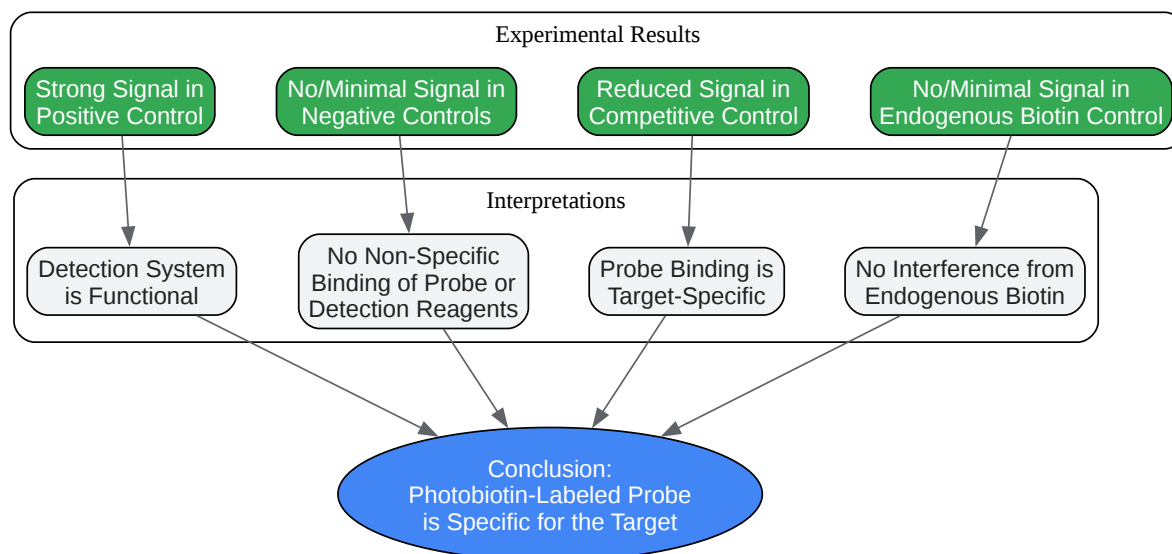 Experimental Results
Strong Signal in
Positive Control
No/Minimal Signal in
Negative Controls
Reduced Signal in
Competitive Control
No/Minimal Signal in
Endogenous Biotin Control
Interpretations
Detection System
is Functional
No Non-Specific
Binding of Probe or
Detection Reagents
Probe Binding is
Target-Specific
No Interference from
Endogenous Biotin
Conclusion:
Photobiotin-Labeled Probe
is Specific for the Target